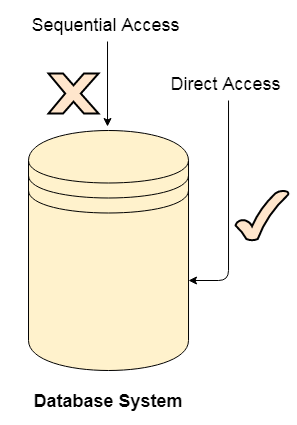 Sequential Access
Direct Access
Database System